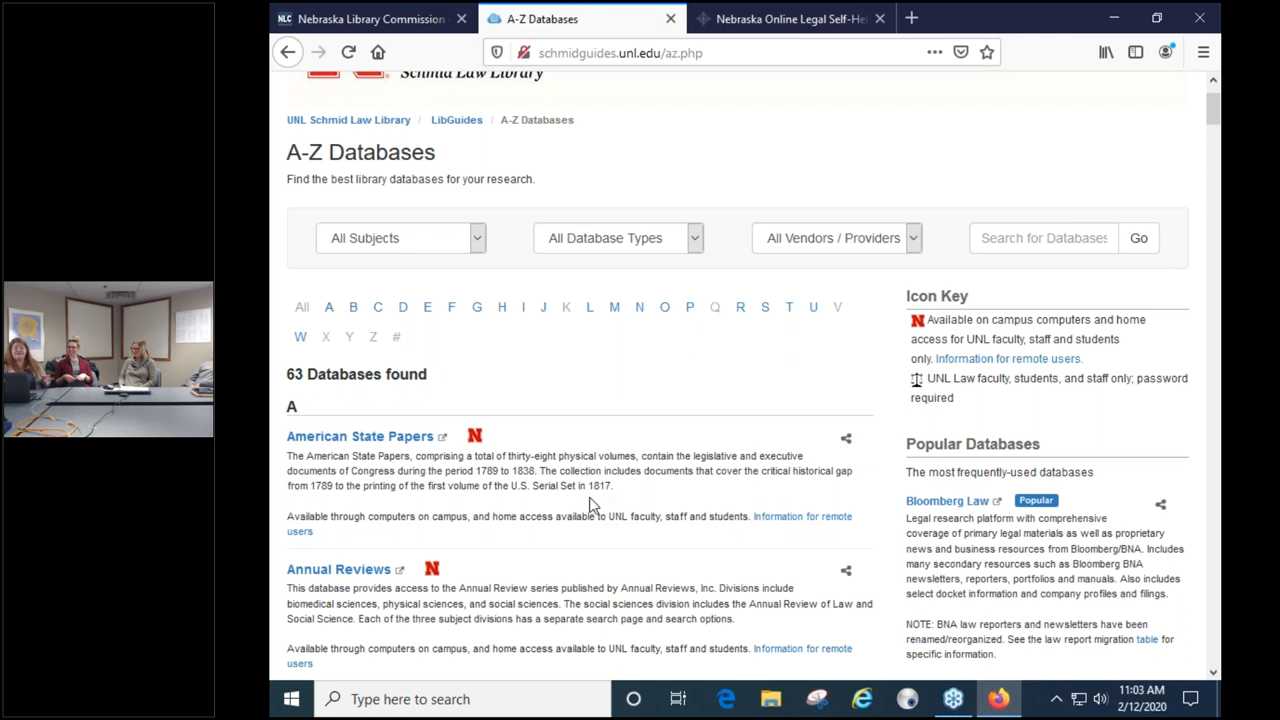 NLC Nebraska Library Commission
A-Z Databases
Nebraska Online Legal Self-Hel
schmidguides.unl.edu/az.php
Schmid Law Library
UNL Schmid Law Library / LibGuides / A-Z Databases
A-Z Databases
Find the best library databases for your research.
All Subjects
All Database Types
All Vendors / Providers
Search for Databases
Go
All A B C D E F G H I J K L M N O P Q R S T U V
W X Y Z #
63 Databases found
A
American State Papers N
The American State Papers, comprising a total of thirty-eight physical volumes, contain the legislative and executive
documents of Congress during the period 1789 to 1838. The collection includes documents that cover the critical historical gap
from 1789 to the printing of the first volume of the U.S. Serial Set in 1817.
Available through computers on campus, and home access available to UNL faculty, staff and students. Information for remote
users
Annual Reviews N
This database provides access to the Annual Review series published by Annual Reviews, Inc. Divisions include
biomedical sciences, physical sciences, and social sciences. The social sciences division includes the Annual Review of Law and
Social Science. Each of the three subject divisions has a separate search page and search options.
Available through computers on campus, and home access available to UNL faculty, staff and students. Information for remote
users
Icon Key
N Available on campus computers and home
access for UNL faculty, staff and students
only. Information for remote users.
UNL Law faculty, students, and staff only; password
required
Popular Databases
The most frequently-used databases
Bloomberg Law Popular
Legal research platform with comprehensive
coverage of primary legal materials as well as proprietary
news and business resources from Bloomberg/BNA. Includes
many secondary resources such as Bloomberg BNA
newsletters, reporters, portfolios and manuals. Also includes
select docket information and company profiles and filings.
NOTE: BNA law reporters and newsletters have been
renamed/reorganized. See the law report migration table for
specific information.
Type here to search
11:03 AM
2/12/2020